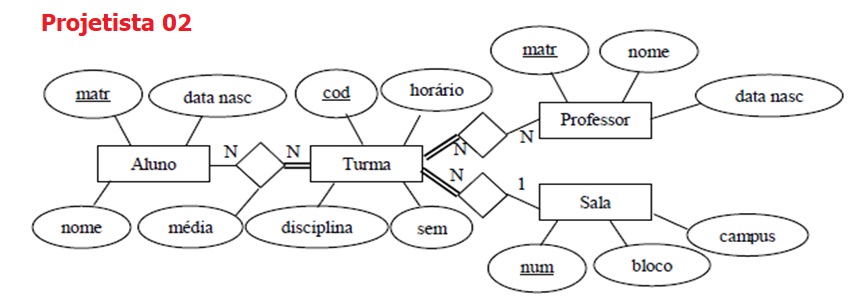 Projetista 02
matr
data nasc
cod
horário
matr
nome
data nasc
Aluno
N
N
Turma
N
N
Professor
N
1
Sala
nome
média
disciplina
sem
num
bloco
campus